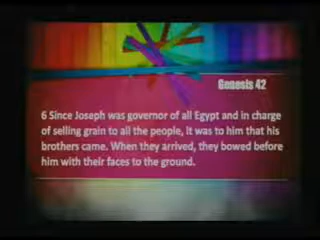 Genesis 42
6 Since Joseph was governor of all Egypt and in charge
of selling grain to all the people, it was to him that his
brothers came. When they arrived, they bowed before
him with their faces to the ground.